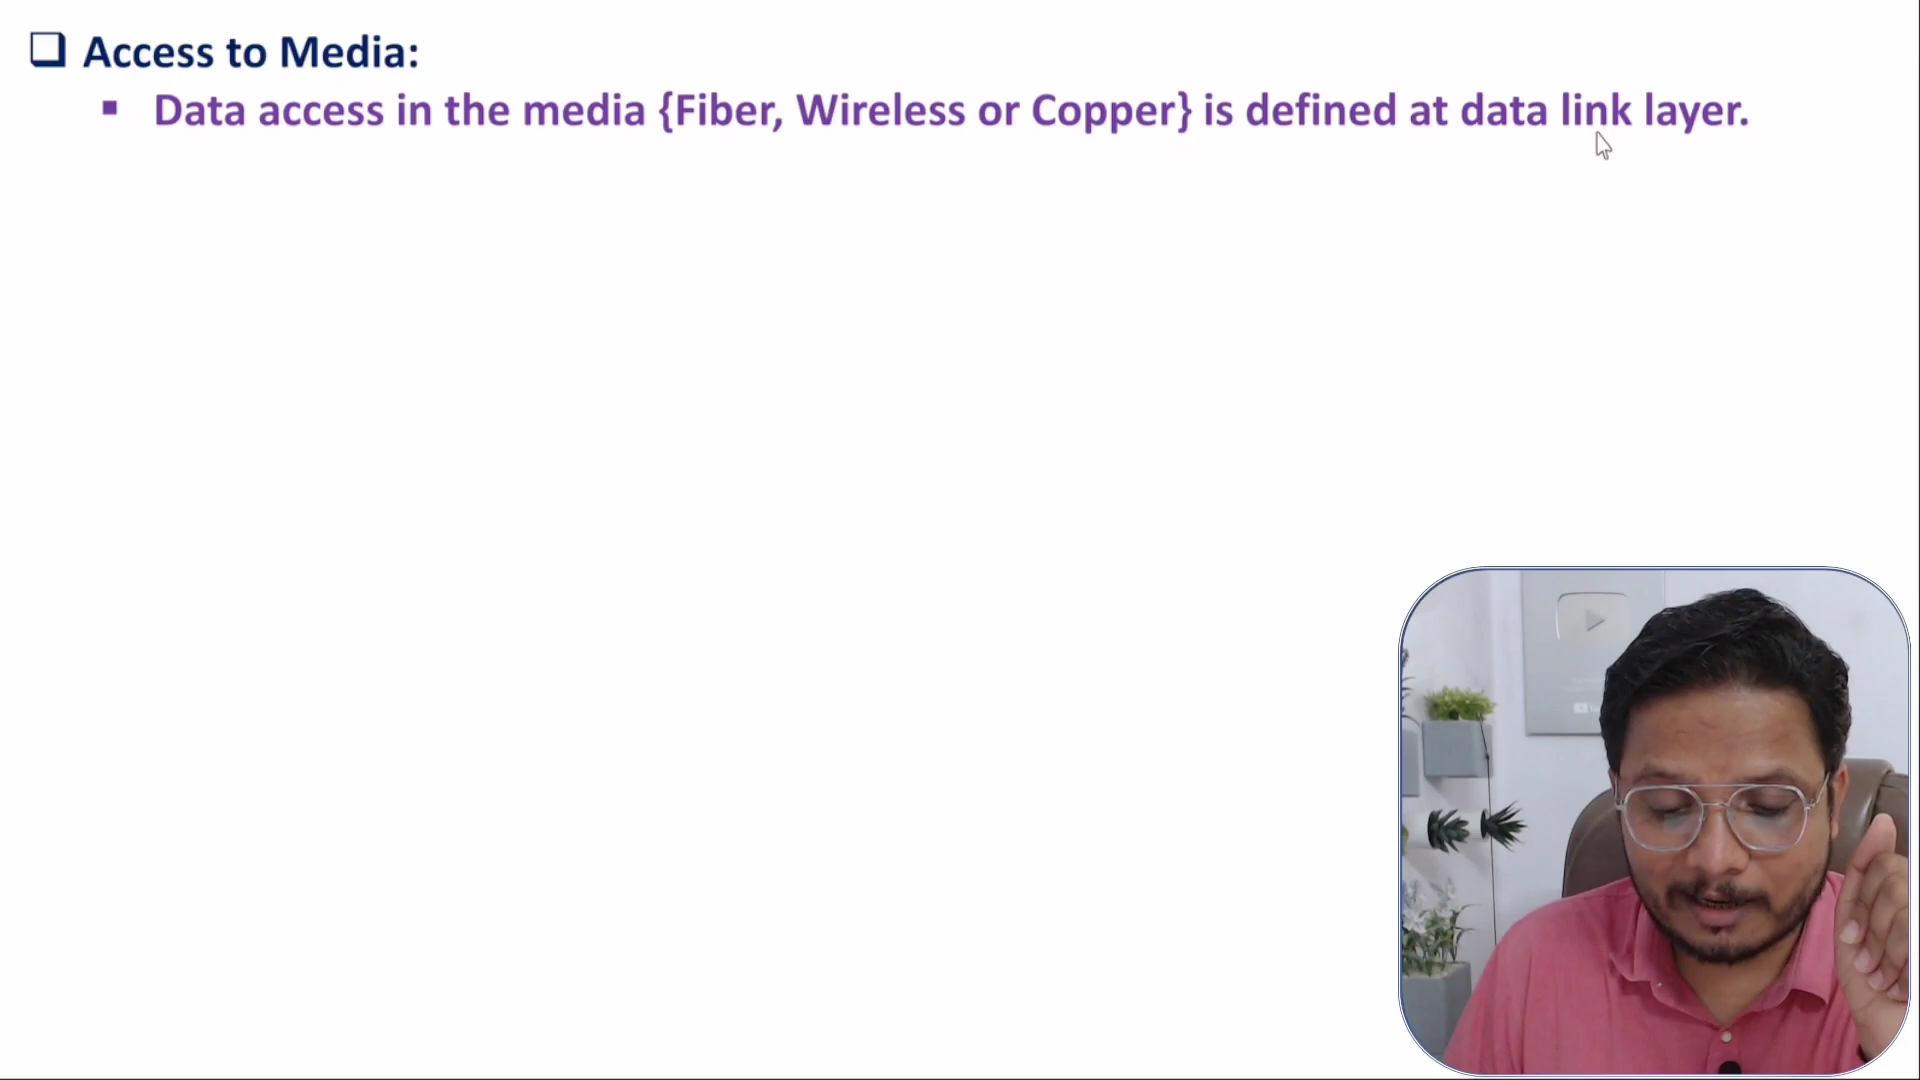 Access to Media:
Data access in the media {Fiber, Wireless or Copper} is defined at data link layer.